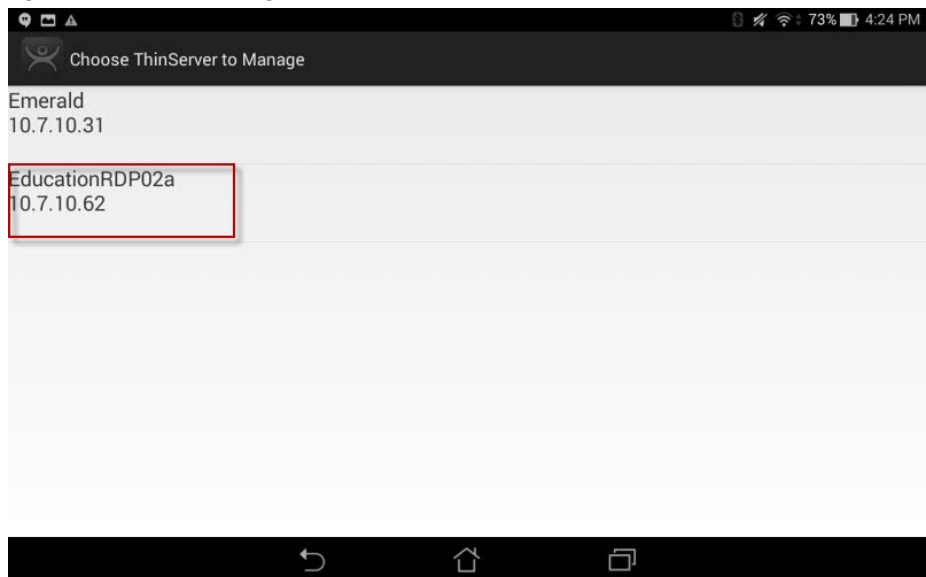 73% 4:24 PM
Choose ThinServer to Manage
Emerald
10.7.10.31
EducationRDP02a
10.7.10.62